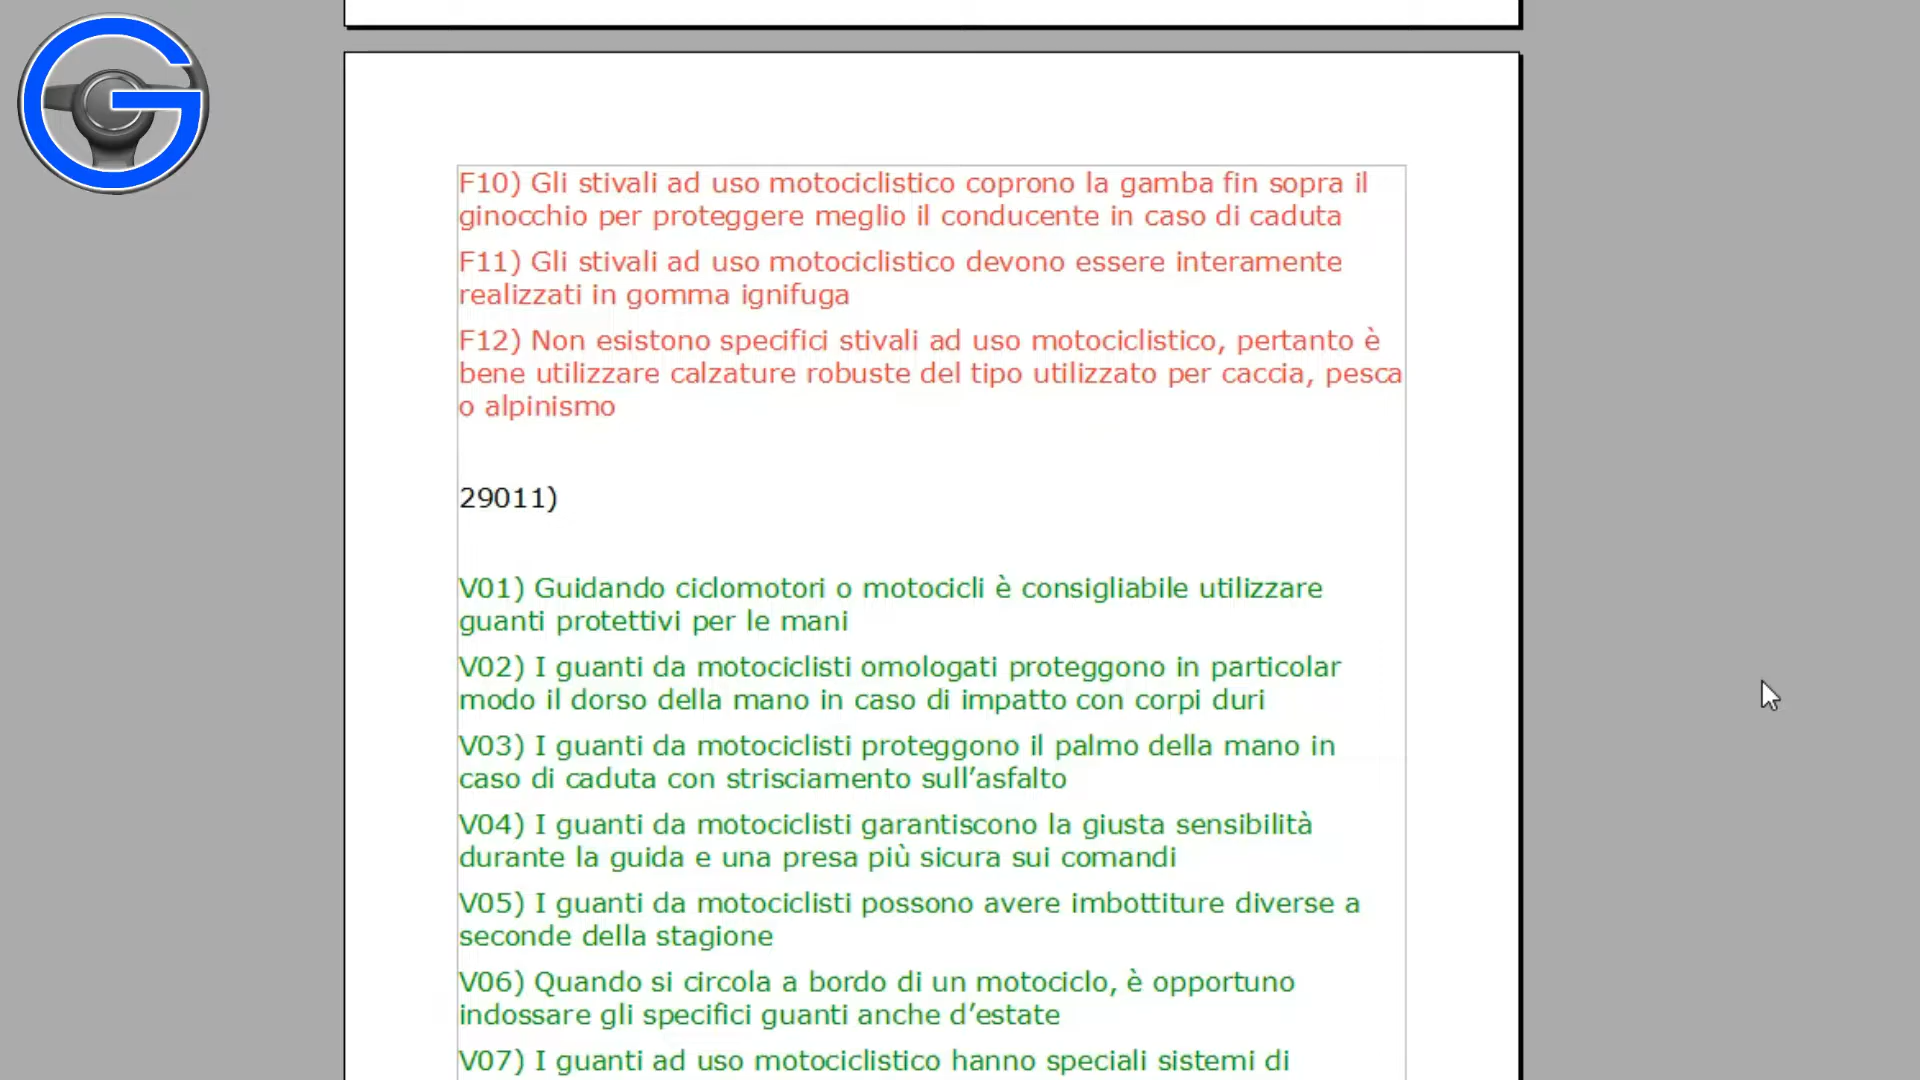 G
F10) Gli stivali ad uso motociclistico coprono la gamba fin sopra il
ginocchio per proteggere meglio il conducente in caso di caduta
F11) Gli stivali ad uso motociclistico devono essere interamente
realizzati in gomma ignifuga
F12) Non esistono specifici stivali ad uso motociclistico, pertanto è
bene utilizzare calzature robuste del tipo utilizzato per caccia, pesca
o alpinismo
29011)
V01) Guidando ciclomotori o motocicli è consigliabile utilizzare
guanti protettivi per le mani
V02) I guanti da motociclisti omologati proteggono in particolar
modo il dorso della mano in caso di impatto con corpi duri
V03) I guanti da motociclisti proteggono il palmo della mano in
caso di caduta con strisciamento sull’asfalto
V04) I guanti da motociclisti garantiscono la giusta sensibilità
durante la guida e una presa più sicura sui comandi
V05) I guanti da motociclisti possono avere imbottiture diverse a
seconde della stagione
V06) Quando si circola a bordo di un motociclo, è opportuno
indossare gli specifici guanti anche d’estate
V07) I guanti ad uso motociclistico hanno speciali sistemi di